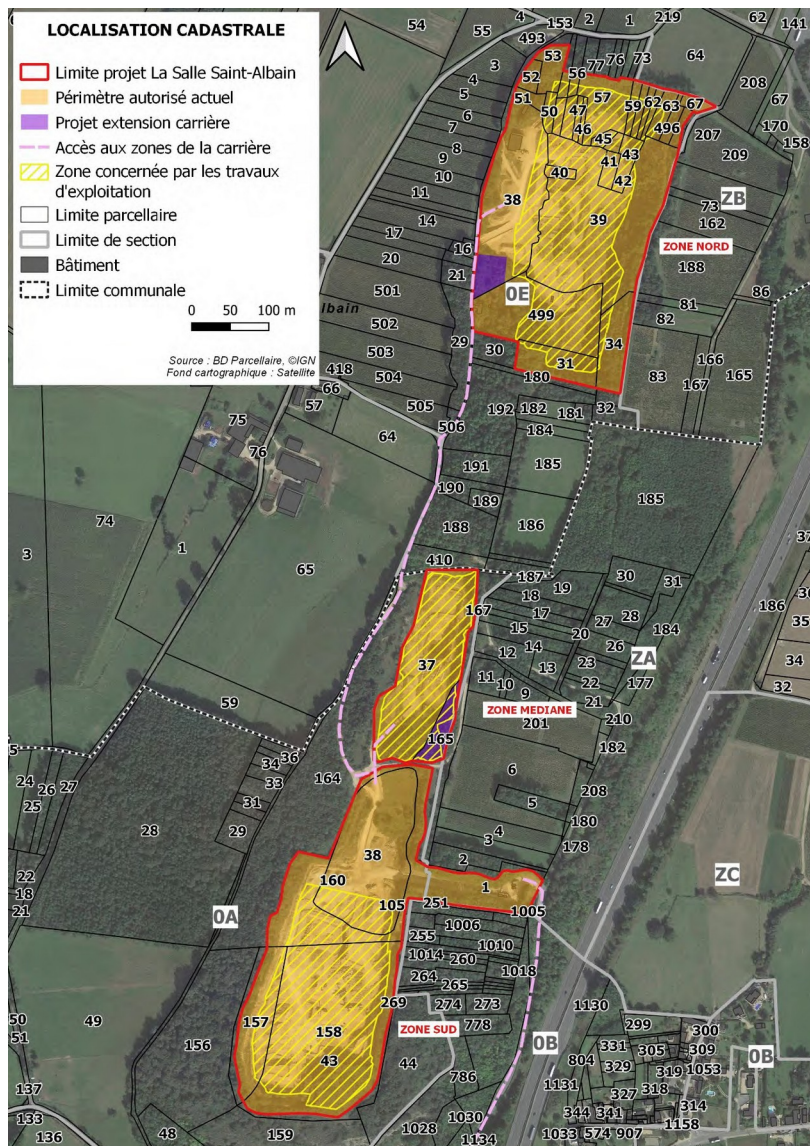 LOCALISATION CADASTRALE
Limite projet La Salle Saint-Albain
Périmètre autorisé actuel
Projet extension carrière
Accès aux zones de la carrière
Zone concernée par les travaux
d'exploitation
Limite parcellaire
Limite de section
Bâtiment
Limite communale
0 50 100 m
Source : BD Parcellaire, ©IGN
Fond cartographique : Satellite
54 55 4 153 2 1 219 62 141
493 53 77 76 73 64
3 52 56 208
4 51 57 67
5 50 47 59 62 63 67
6 46 496 170
7 45 207 158
8 43 209
9 41
10 40 42
11 38 ZB
14 39 73
17 162
16 ZONE NORD
20 21 188
501 0E 86
lbain 81
502 499 82
29
503 30 31 34 166
418 504 180 83 167 165
66
57 505 192 182 181 32
75 64 506 184
76 191 185
190 189 185
74 188 186
3 1 65 410
187 19 30 31
167 18 27 28 186
17 184
15 20 26
37 12 14 23 ZA
13 22 177
11 10 9 21
59 165 ZONE MEDIANE 210
201 182
36
34 164 6
24 26 27 33 208
25 31 5
28 29 38 4 180
3 178
2
22 160 1 ZC
18 105 251 1005
21 0A 1006
255 1010
1014 260
264 1018
265
269 274 273 1130
50 49 157 158 ZONE SUD 778 299 300
51 156 43 44 0B 331 305 309 0B
804 329 319 1053
137 786 1131 327 318
1030 344 341 314
133 48 1028 1158
136 159 1134 1033 574 907
37
35
34
32